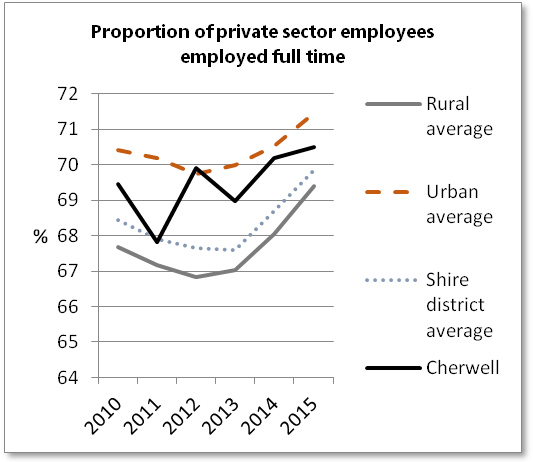 Proportion of private sector employees
employed full time
72
71
70
69
68
67
66
65
64
%
2010
2011
2012
2013
2014
2015
Rural
average
Urban
average
Shire
district
average
Cherwell